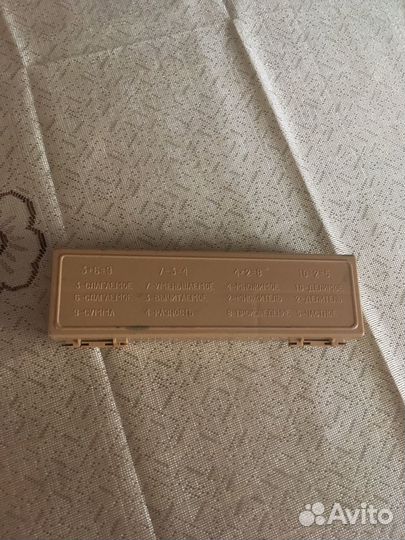 3+6=9 7-3=4 4×2=8 10÷2=5
3-СЛАГАЕМОЕ 7-УМЕНЬШАЕМОЕ 4-МНОЖИМОЕ 10-ДЕЛИМОЕ
6-СЛАГАЕМОЕ 3-ВЫЧИТАЕМОЕ 2-МНОЖИТЕЛЬ 2-ДЕЛИТЕЛЬ
9-СУММА 4-РАЗНОСТЬ 8-ПРОИЗВЕДЕНИЕ 5-ЧАСТНОЕ
Avito